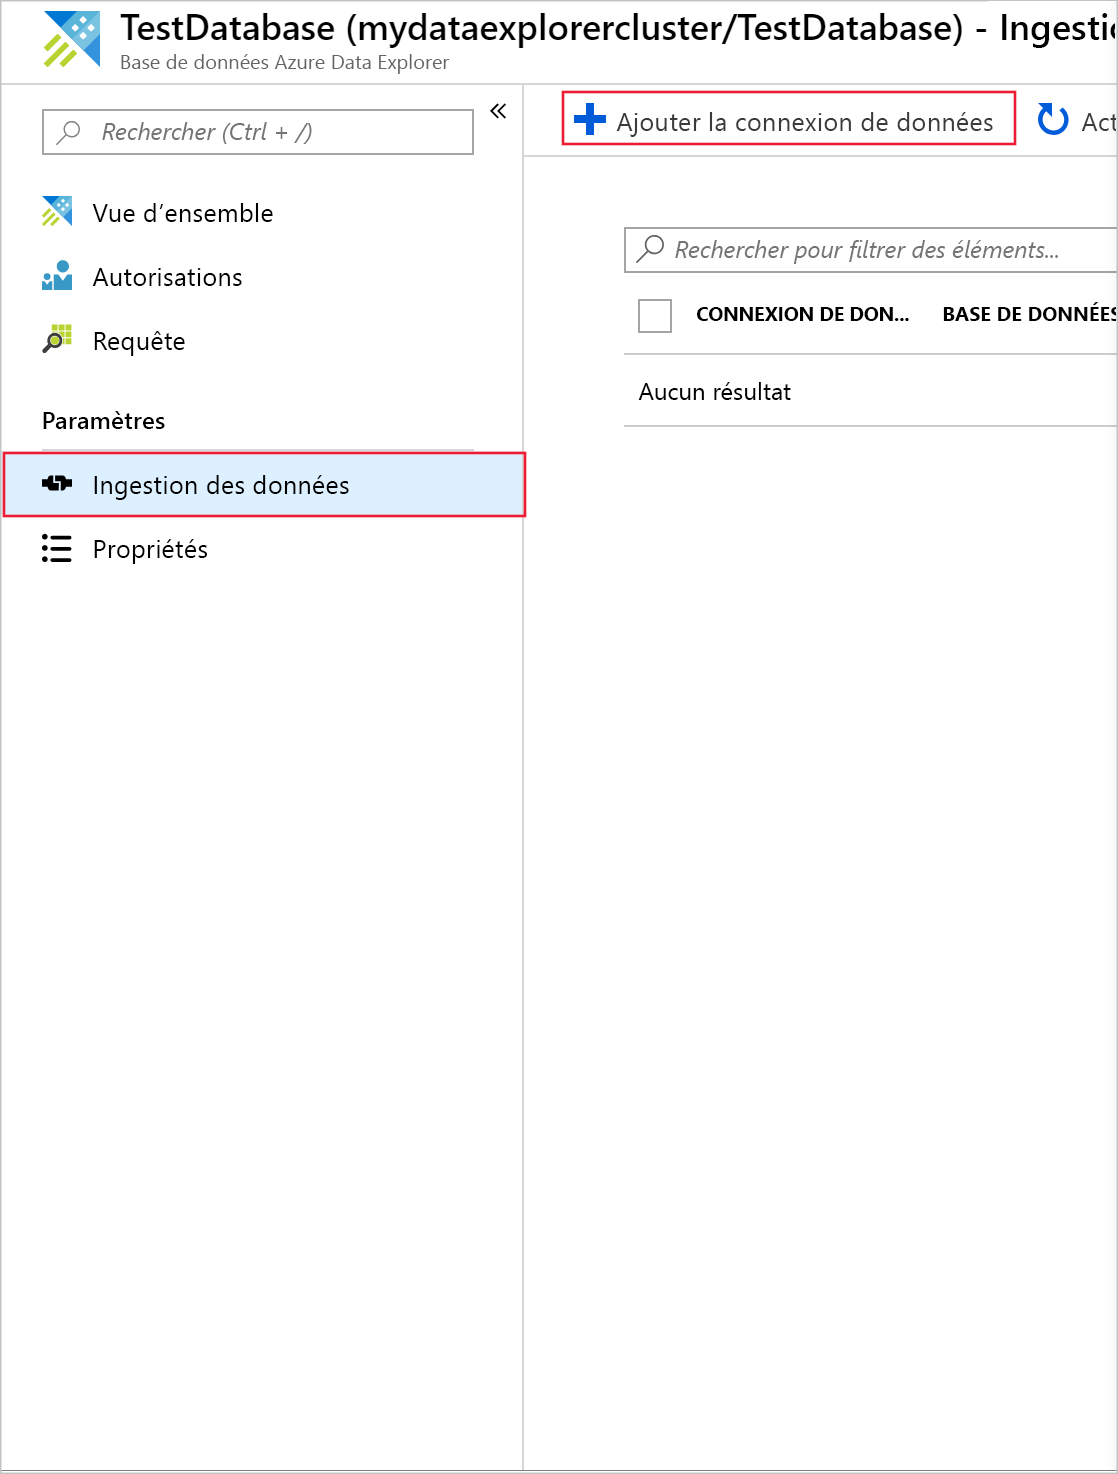 TestDatabase (mydataexplorercluster/TestDatabase) - Ingesti
Base de données Azure Data Explorer
Rechercher (Ctrl + /)
«
Ajouter la connexion de données
Act
Vue d’ensemble
Autorisations
Requête
Paramètres
Ingestion des données
Propriétés
Rechercher pour filtrer des éléments...
CONNEXION DE DON... BASE DE DONNÉES
Aucun résultat